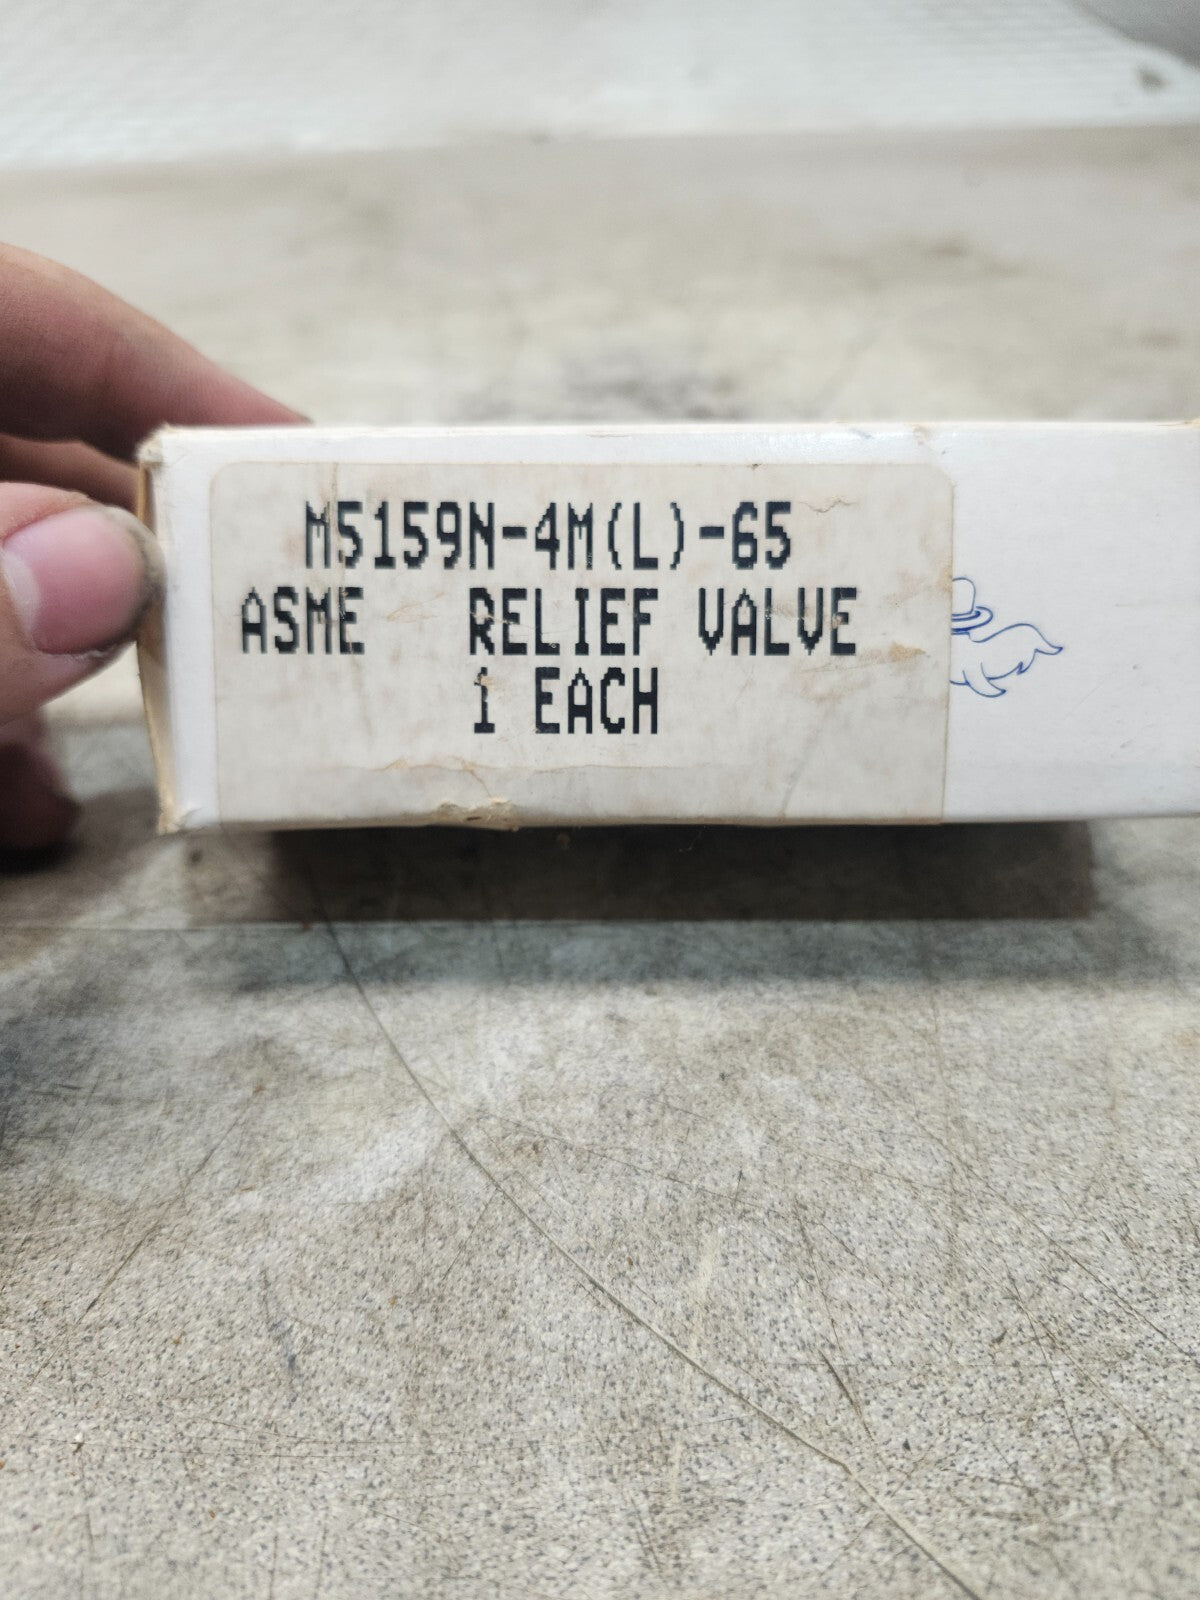 M5159N-4M(L)-65
ASME RELIEF VALVE
1 EACH